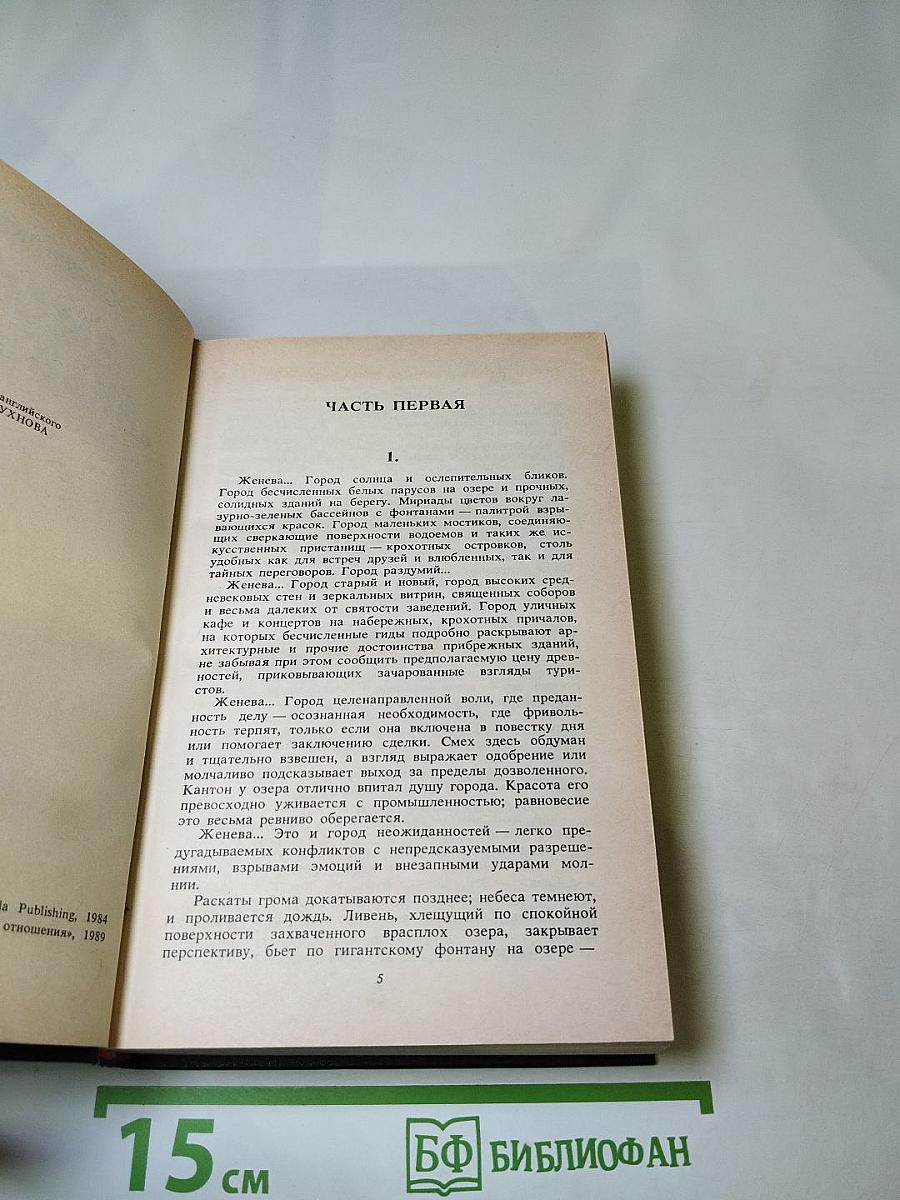 английского
УХНОВА
Publishing, 1984
отношения», 1989
ЧАСТЬ ПЕРВАЯ
1.
Женева... Город солнца и ослепительных бликов.
Город бесчисленных белых парусов на озере и прочных,
солидных зданий на берегу. Мириады цветов вокруг ла-
зурно-зеленых бассейнов с фонтанами — палитрой взры-
вающихся красок. Город маленьких мостиков, соединяю-
щих сверкающие поверхности водоемов и таких же ис-
кусственных пристанищ — крохотных островков, столь
удобных как для встреч друзей и влюбленных, так и для
тайных переговоров. Город раздумий...
Женева... Город старый и новый, город высоких сред-
невековых стен и зеркальных витрин, священных соборов
и весьма далеких от святости заведений. Город уличных
кафе и концертов на набережных, крохотных причалов,
на которых бесчисленные гиды подробно раскрывают ар-
хитектурные и прочие достоинства прибрежных зданий,
не забывая при этом сообщить предполагаемую цену древ-
ностей, приковывающих зачарованные взгляды тури-
стов.
Женева... Город целенаправленной воли, где предан-
ность делу — осознанная необходимость, где фриволь-
ность терпят, только если она включена в повестку дня
или помогает заключению сделки. Смех здесь обдуман
и тщательно взвешен, а взгляд выражает одобрение или
молчаливо подсказывает выход за пределы дозволенного.
Кантон у озера отлично впитал душу города. Красота его
превосходно уживается с промышленностью; равновесие
это весьма ревниво оберегается.
Женева... Это и город неожиданностей — легко пре-
дугадываемых конфликтов с непредсказуемыми разреше-
ниями, взрывами эмоций и внезапными ударами мол-
нии.
Раскаты грома докатываются позднее; небеса темнеют,
и проливается дождь. Ливень, хлещущий по спокойной
поверхности захваченного врасплох озера, закрывает
перспективу, бьет по гигантскому фонтану на озере —
5
15 см
БФ БИБЛИОФАН